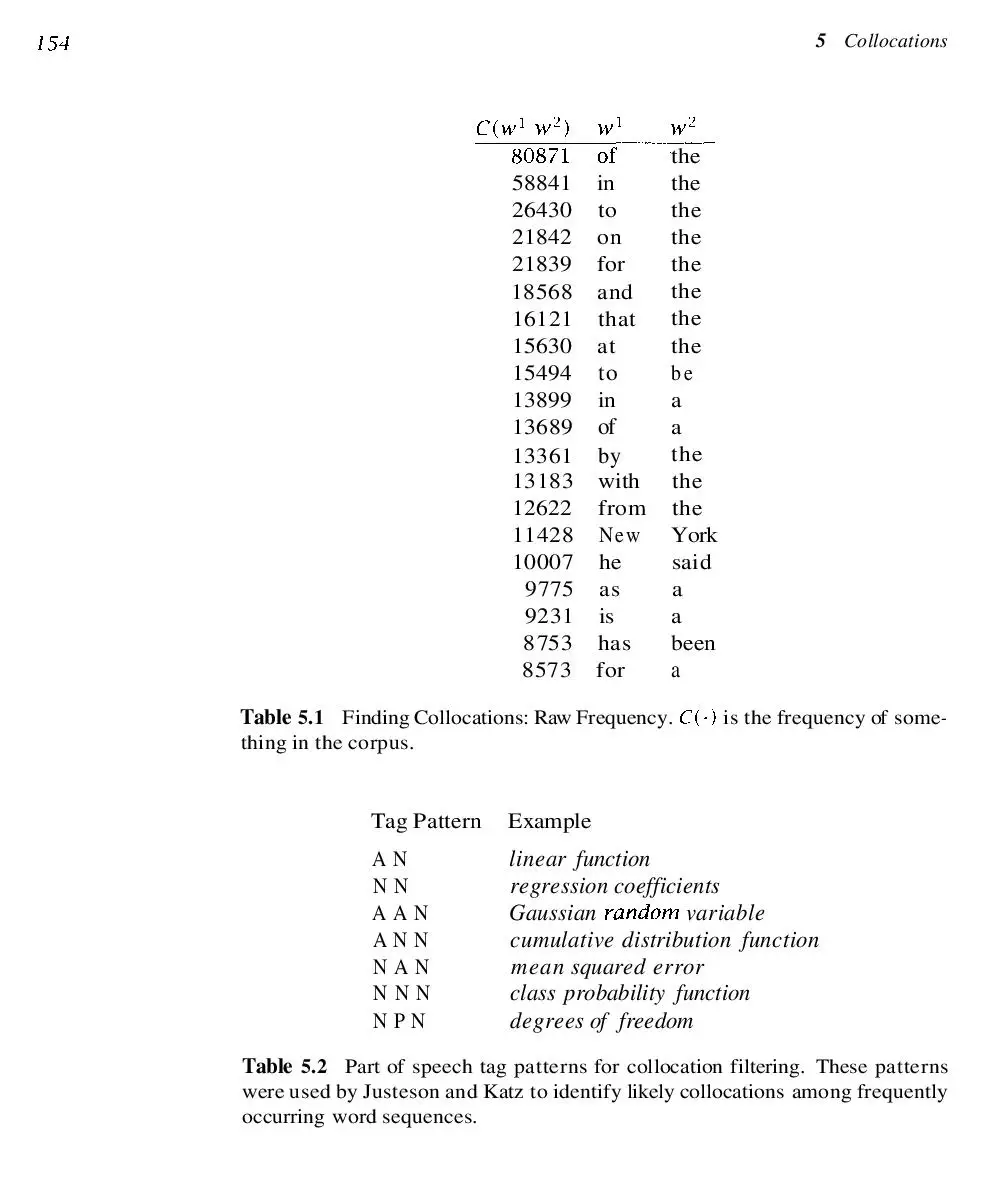 154
5 Collocations
C(w¹ w²) w¹ w²
80871 of the
58841 in the
26430 to the
21842 on the
21839 for the
18568 and the
16121 that the
15630 at the
15494 to be
13899 in a
13689 of a
13361 by the
13183 with the
12622 from the
11428 New York
10007 he said
9775 as a
9231 is a
8753 has been
8573 for a
Table 5.1 Finding Collocations: Raw Frequency. C(·) is the frequency of some-
thing in the corpus.
Tag Pattern Example
A N linear function
N N regression coefficients
A A N Gaussian random variable
A N N cumulative distribution function
N A N mean squared error
N N N class probability function
N P N degrees of freedom
Table 5.2 Part of speech tag patterns for collocation filtering. These patterns
were used by Justeson and Katz to identify likely collocations among frequently
occurring word sequences.